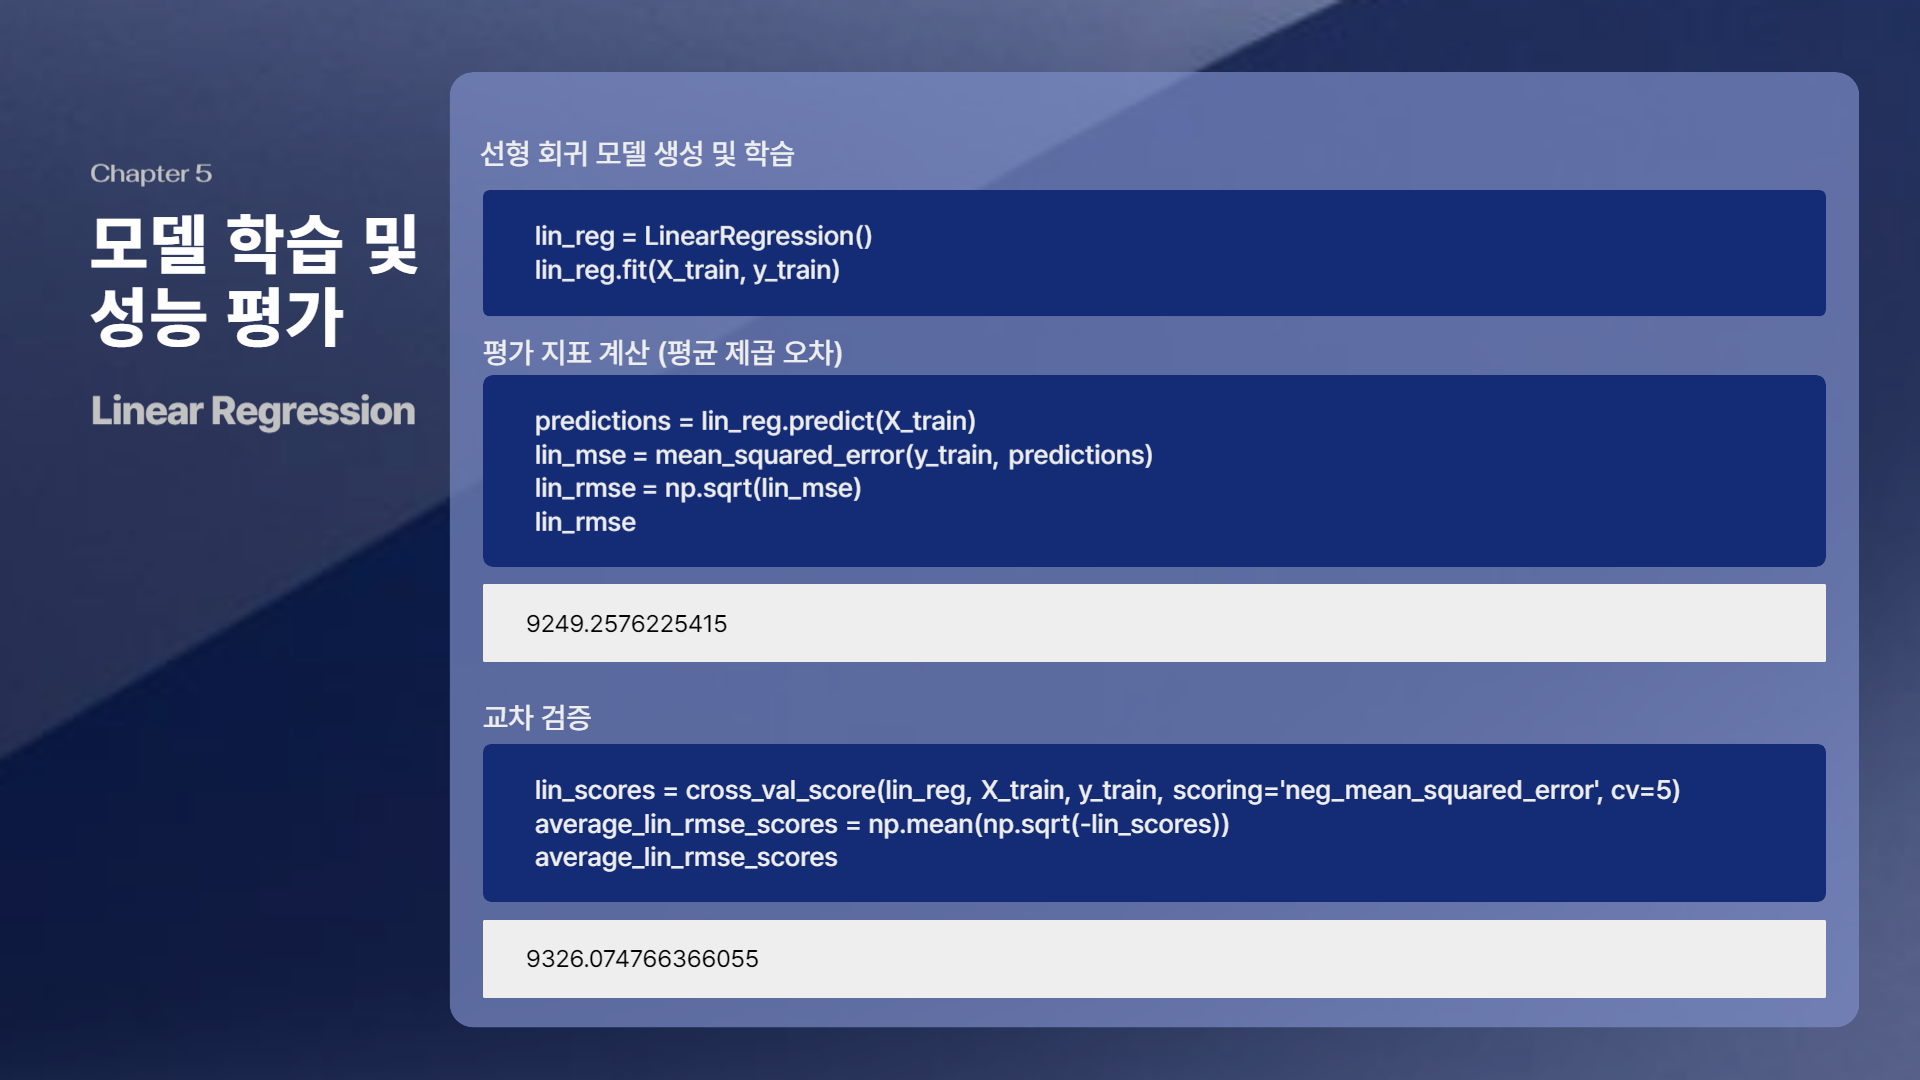 Chapter 5
모델 학습 및
성능 평가
Linear Regression
선형 회귀 모델 생성 및 학습
lin_reg = LinearRegression()
lin_reg.fit(X_train, y_train)
평가 지표 계산 (평균 제곱 오차)
predictions = lin_reg.predict(X_train)
lin_mse = mean_squared_error(y_train, predictions)
lin_rmse = np.sqrt(lin_mse)
lin_rmse
9249.2576225415
교차 검증
lin_scores = cross_val_score(lin_reg, X_train, y_train, scoring='neg_mean_squared_error', cv=5)
average_lin_rmse_scores = np.mean(np.sqrt(-lin_scores))
average_lin_rmse_scores
9326.074766366055